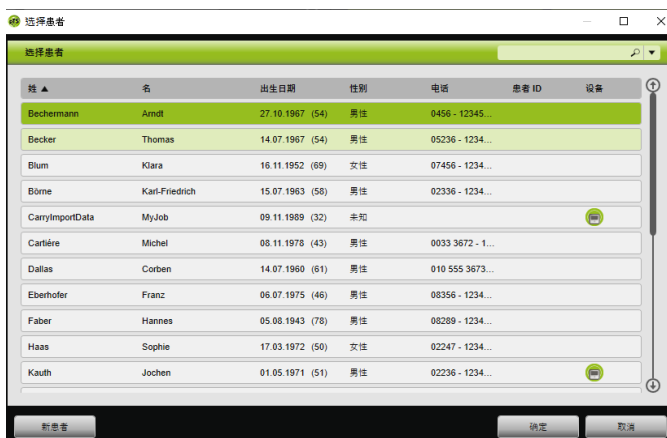 选择患者
选择患者
姓 ▲ 名 出生日期 性别 电话 患者 ID 设备
Bechermann Arndt 27.10.1967 (54) 男性 0456 - 12345...
Becker Thomas 14.07.1967 (54) 男性 05236 - 1234...
Blum Klara 16.11.1952 (69) 女性 07456 - 1234...
Börne Karl-Friedrich 15.07.1963 (58) 男性 02336 - 1234...
CarryImportData MyJob 09.11.1989 (32) 未知
Cartiére Michel 08.11.1978 (43) 男性 0033 3672 - 1...
Dallas Corben 14.07.1960 (61) 男性 010 555 3673...
Eberhofer Franz 06.07.1975 (46) 男性 08356 - 1234...
Faber Hannes 05.08.1943 (78) 男性 08289 - 1234...
Haas Sophie 17.03.1972 (50) 女性 02247 - 1234...
Kauth Jochen 01.05.1971 (51) 男性 02236 - 1234...
新患者 确定 取消